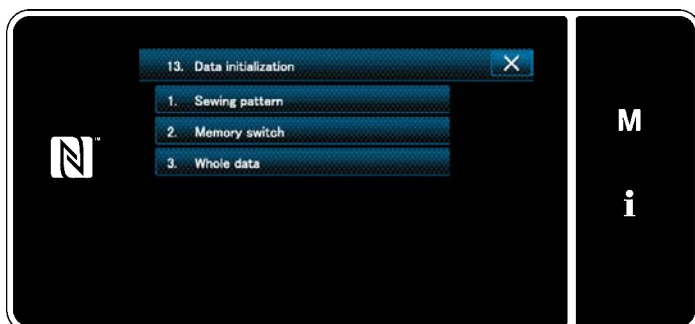 13. Data initialization
1. Sewing pattern
2. Memory switch
3. Whole data
M
i